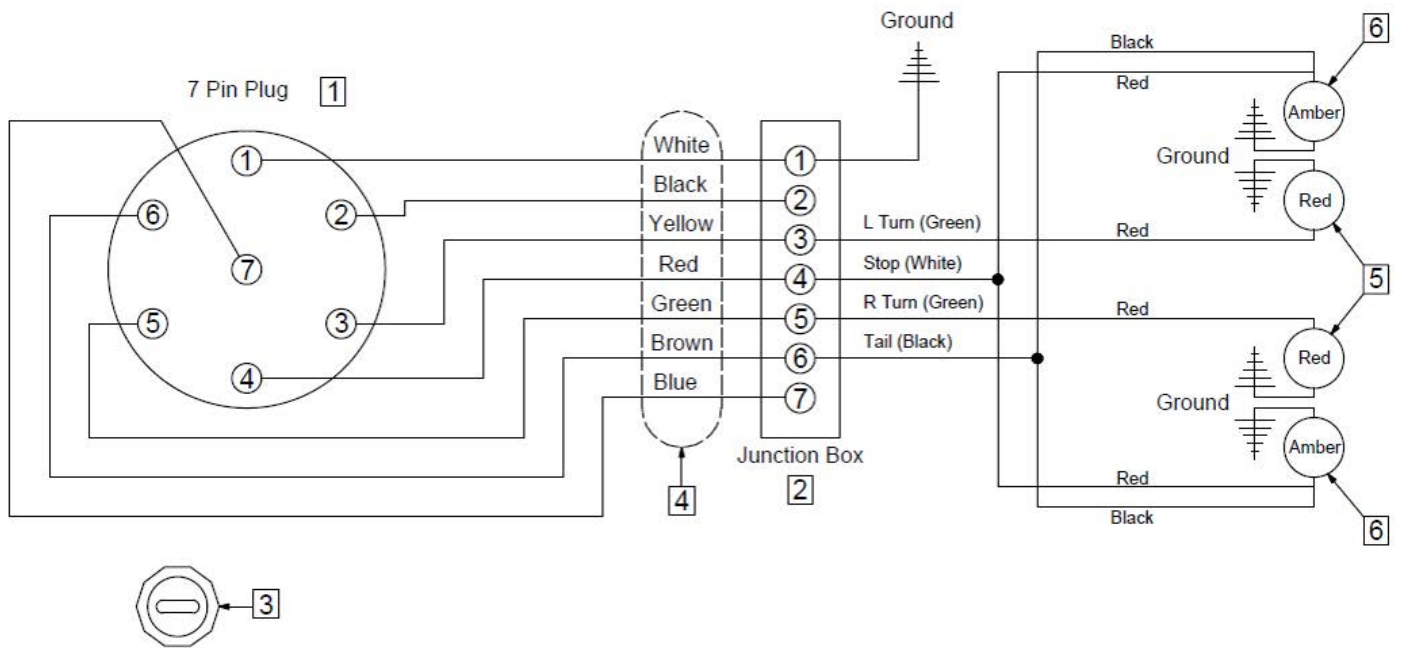 Ground
6
Black
7 Pin Plug
1
Red
Amber
White
1
1
Ground
Black
6
2
2
Red
Yellow
3
L Turn (Green)
Red
7
Red
4
Stop (White)
5
Green
5
R Turn (Green)
Red
5
3
Brown
6
Tail (Black)
Red
4
Blue
7
Ground
Junction Box
Amber
4
2
Red
Black
6
3